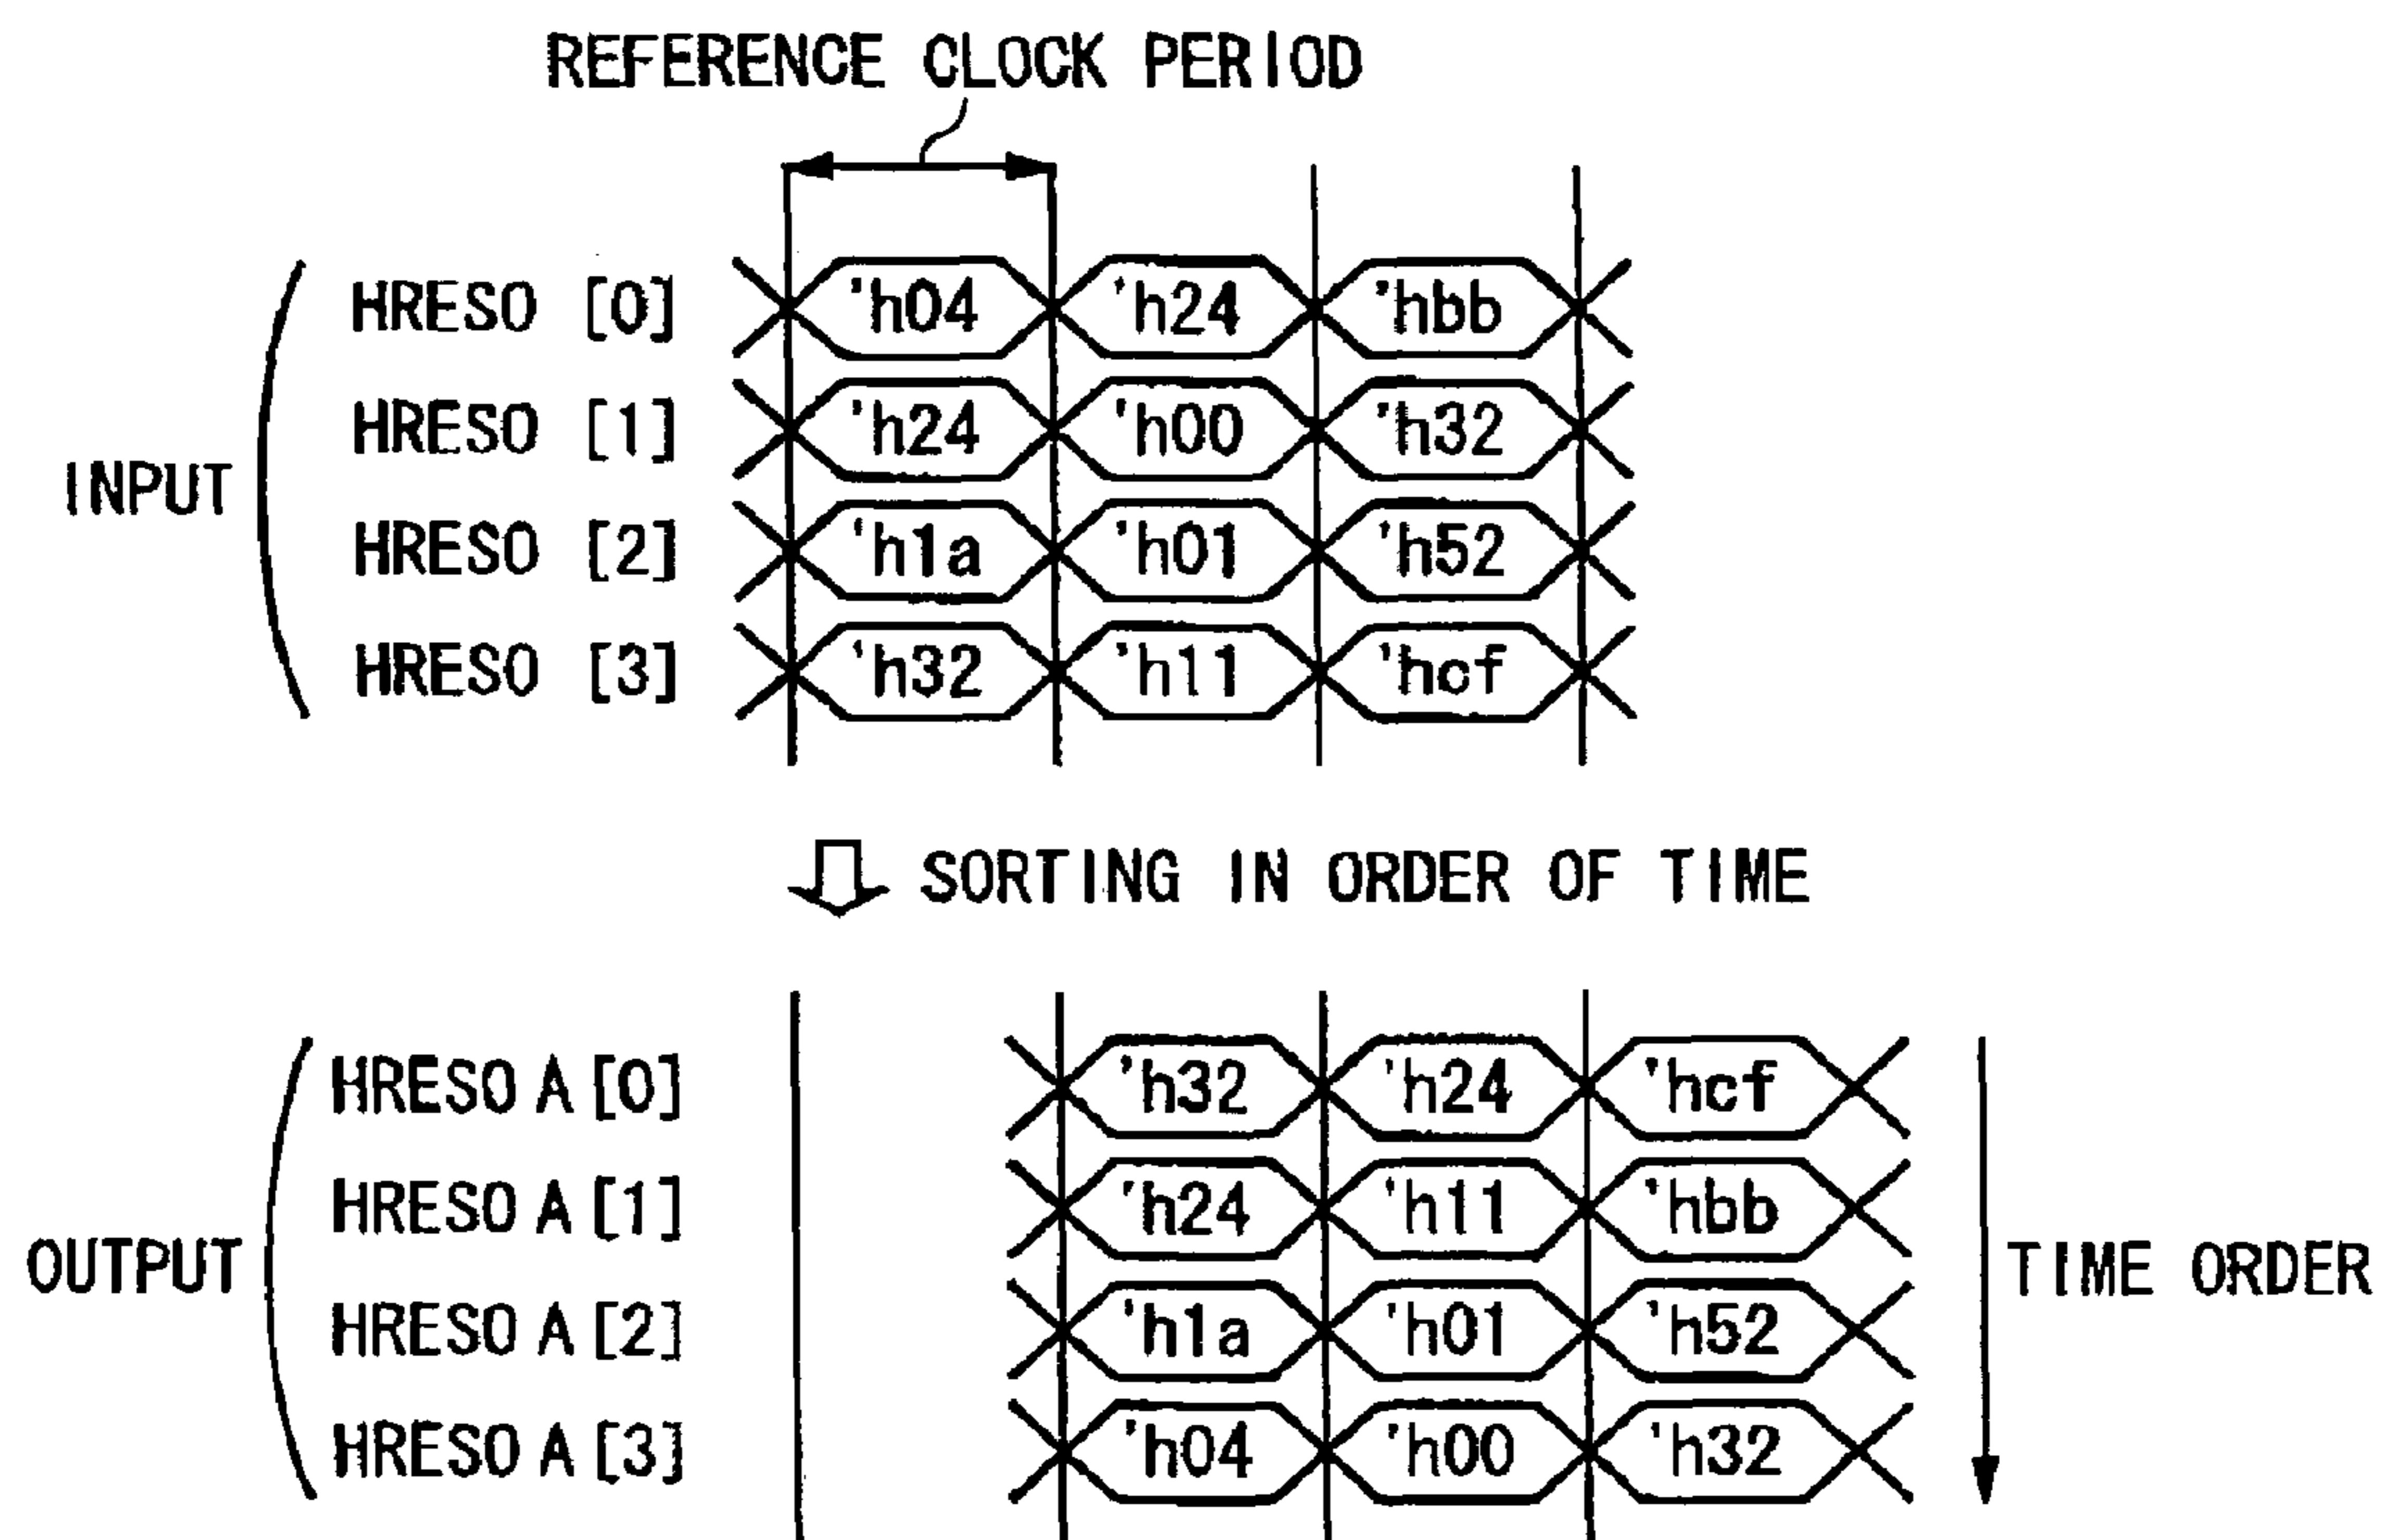 REFERENCE CLOCK PERIOD
HRESO [0] 'h04 'h24 'hbb
HRESO [1] 'h24 'h00 'h32
INPUT
HRESO [2] 'h1a 'h01 'h52
HRESO [3] 'h32 'h11 'hcf
SORTING IN ORDER OF TIME
HRESO A [0] 'h32 'h24 'hcf
HRESO A [1] 'h24 'h11 'hbb
OUTPUT
TIME ORDER
HRESO A [2] 'h1a 'h01 'h52
HRESO A [3] 'h04 'h00 'h32